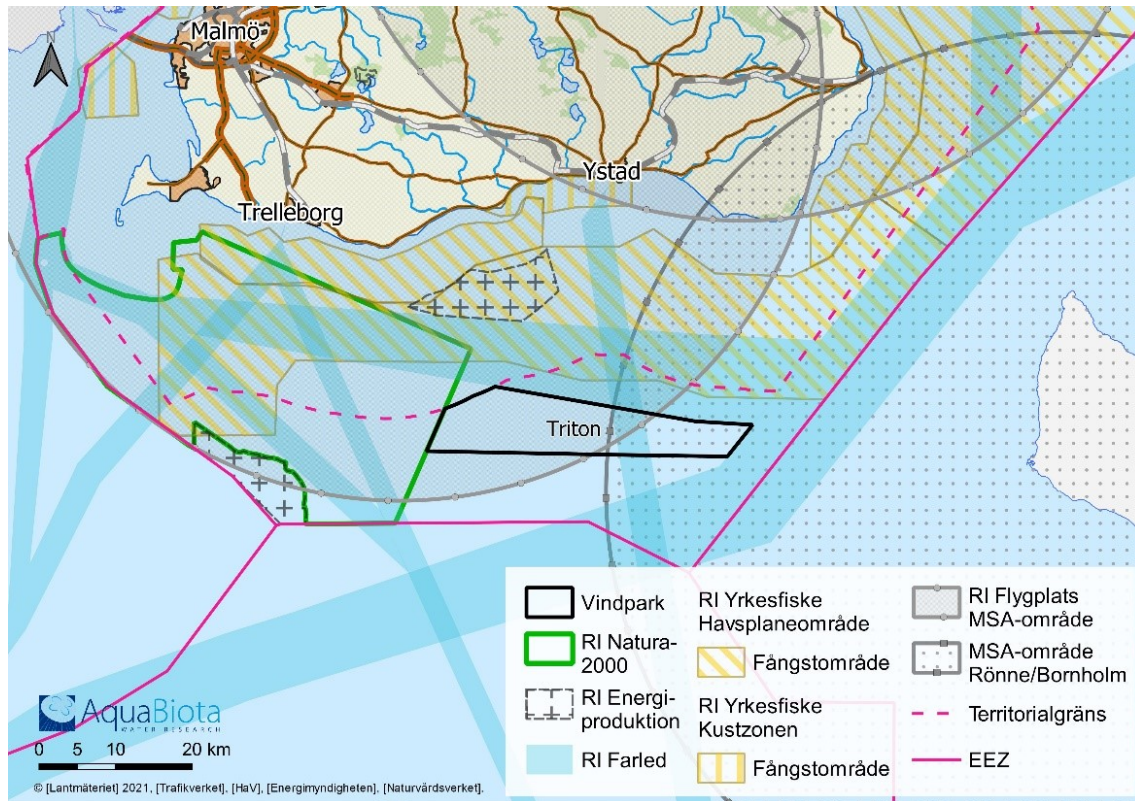 N
Malmö
Ystad
Trelleborg
Triton
Vindpark
RI Natura-
2000
RI Energi-
produktion
RI Farled
RI Yrkesfiske
Havsplaneområde
Fångstområde
RI Yrkesfiske
Kustzonen
Fångstområde
RI Flygplats
MSA-område
MSA-område
Rönne/Bornholm
Territorialgräns
EEZ
AquaBiota
WATER RESEARCH
0 5 10 20 km
© [Lantmäteriet] 2021, [Trafikverket], [HaV], [Energimyndigheten], [Naturvårdsverket].